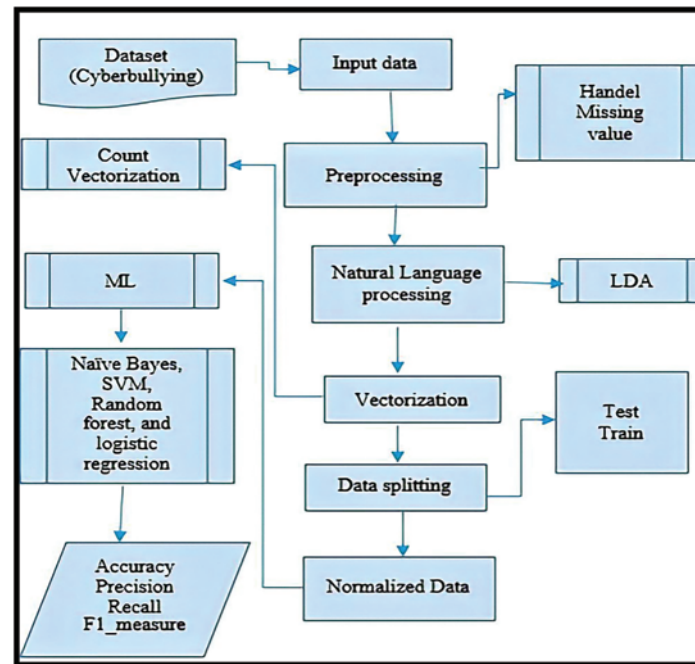 Dataset
(Cyberbullying)
Input data
Handel
Missing
value
Count
Vectorization
Preprocessing
Natural Language
processing
LDA
ML
Naïve Bayes,
SVM,
Random
forest, and
logistic
regression
Vectorization
Test
Train
Data splitting
Normalized Data
Accuracy
Precision
Recall
F1_measure